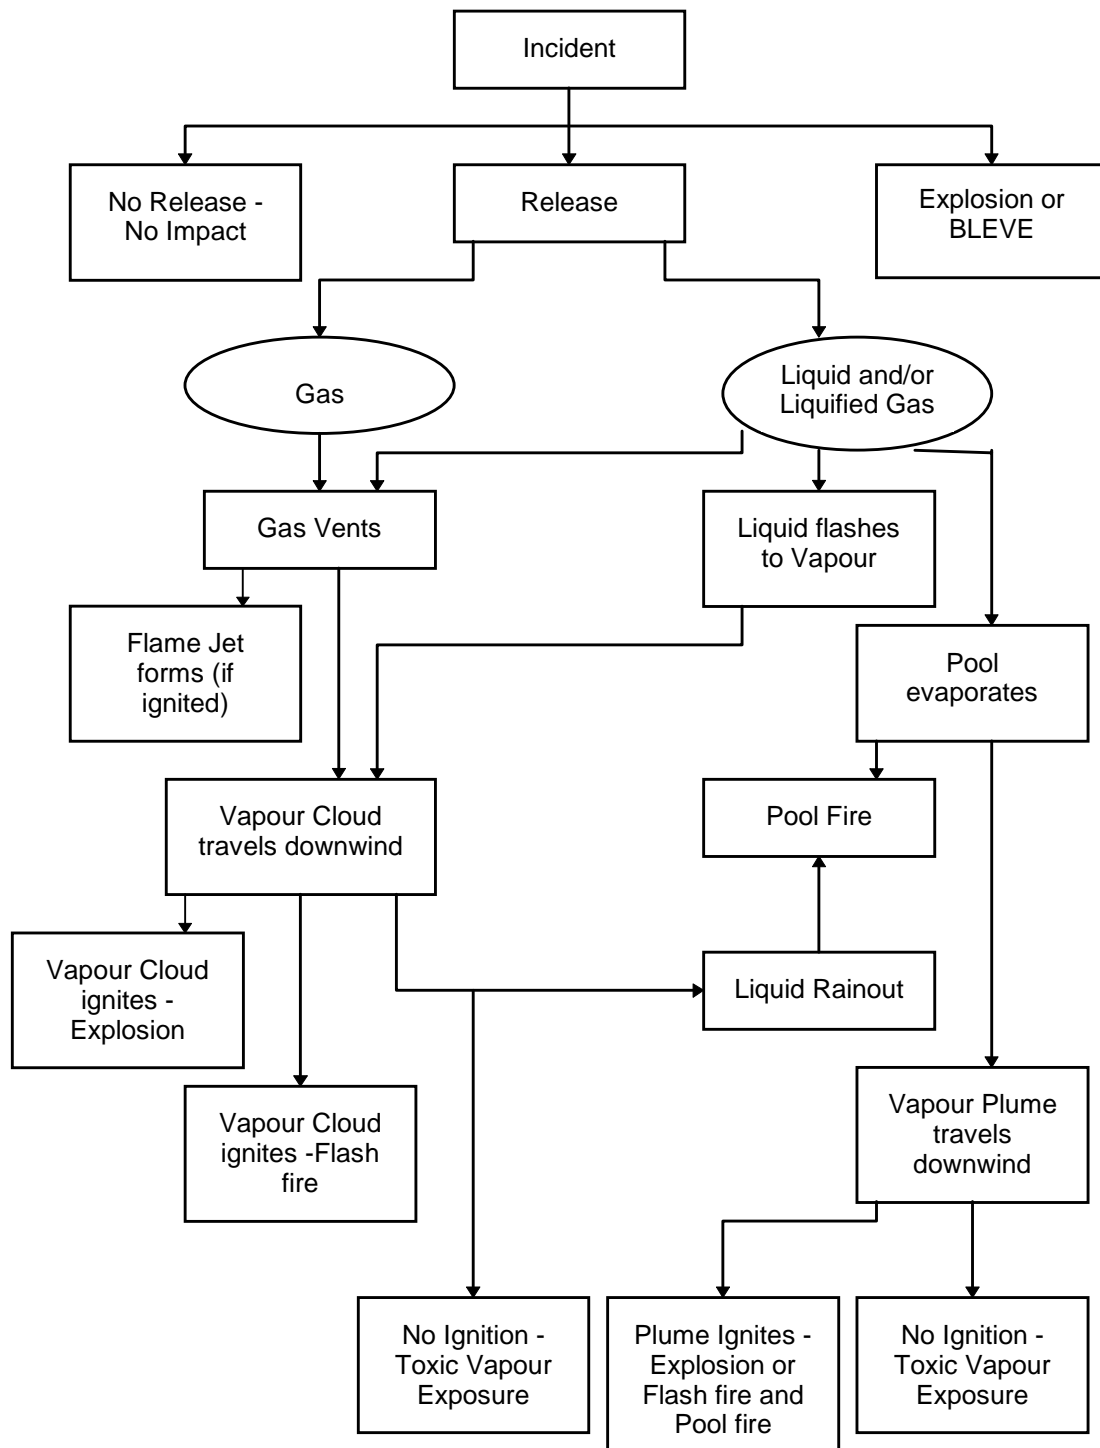 Incident
No Release -
No Impact
Release
Explosion or
BLEVE
Gas
Liquid and/or
Liquified Gas
Gas Vents
Liquid flashes
to Vapour
Flame Jet
forms (if
ignited)
Pool
evaporates
Vapour Cloud
travels downwind
Pool Fire
Vapour Cloud
ignites -
Explosion
Liquid Rainout
Vapour Cloud
ignites -Flash
fire
Vapour Plume
travels
downwind
No Ignition -
Toxic Vapour
Exposure
Plume Ignites -
Explosion or
Flash fire and
Pool fire
No Ignition -
Toxic Vapour
Exposure